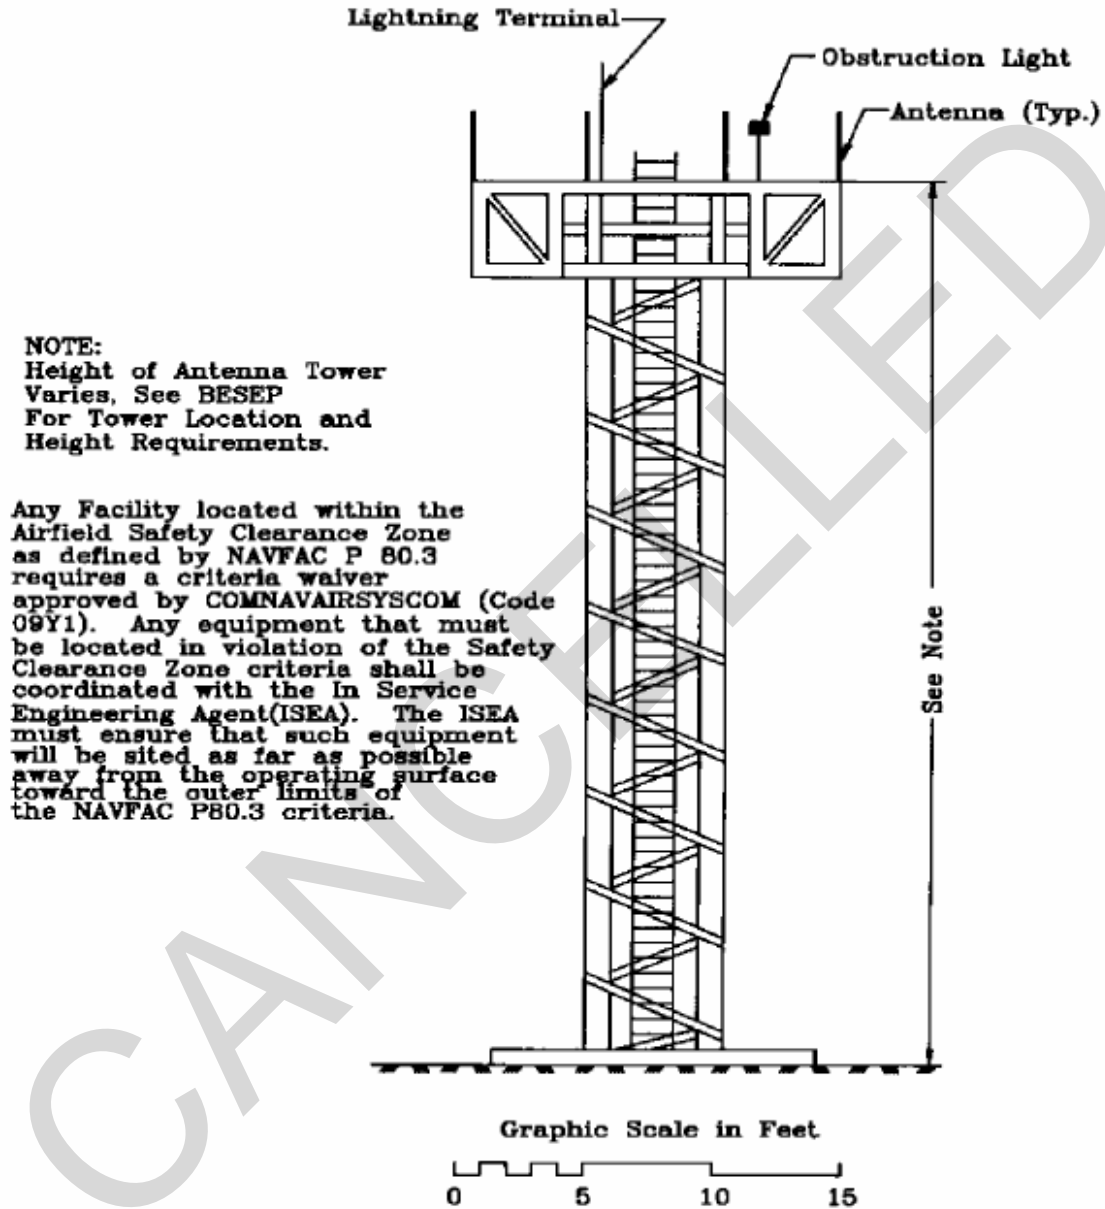 Lightning Terminal
Obstruction Light
Antenna (Typ.)
NOTE:
Height of Antenna Tower
Varies, See BESEP
For Tower Location and
Height Requirements.
Any Facility located within the
Airfield Safety Clearance Zone
as defined by NAVFAC P 80.3
requires a criteria waiver
approved by COMNAVAIRSYSCOM (Code
09Y1). Any equipment that must
be located in violation of the Safety
Clearance Zone criteria shall be
coordinated with the In Service
Engineering Agent(ISEA). The ISEA
must ensure that such equipment
will be sited as far as possible
away from the operating surface
toward the outer limits of
the NAVFAC P80.3 criteria.
See Note
CANCELLED
Graphic Scale in Feet
0 5 10 15